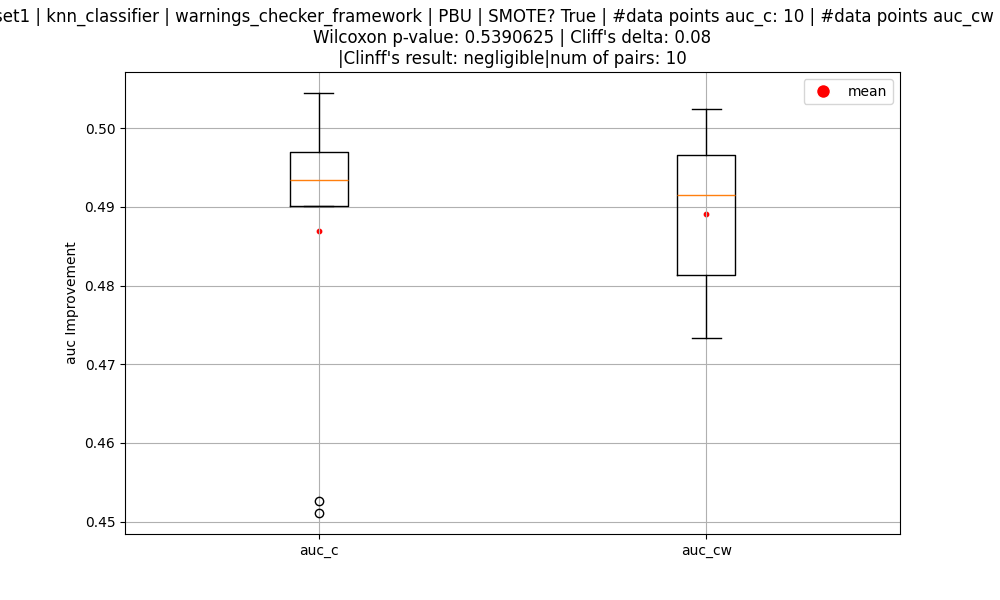 set1 | knn_classifier | warnings_checker_framework | PBU | SMOTE? True | #data points auc_c: 10 | #data points auc_cw
Wilcoxon p-value: 0.5390625 | Cliff's delta: 0.08
|Clinff's result: negligible|num of pairs: 10
mean
0.50
0.49
0.48
0.47
0.46
0.45
auc Improvement
auc_c
auc_cw